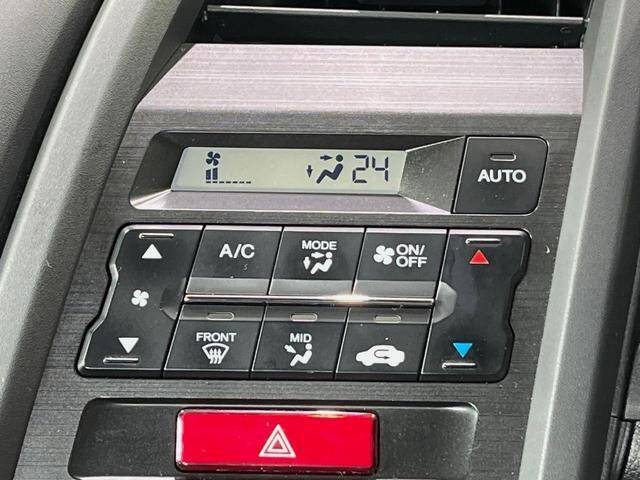 24
AUTO
A/C
MODE
ON/
OFF
FRONT
MID